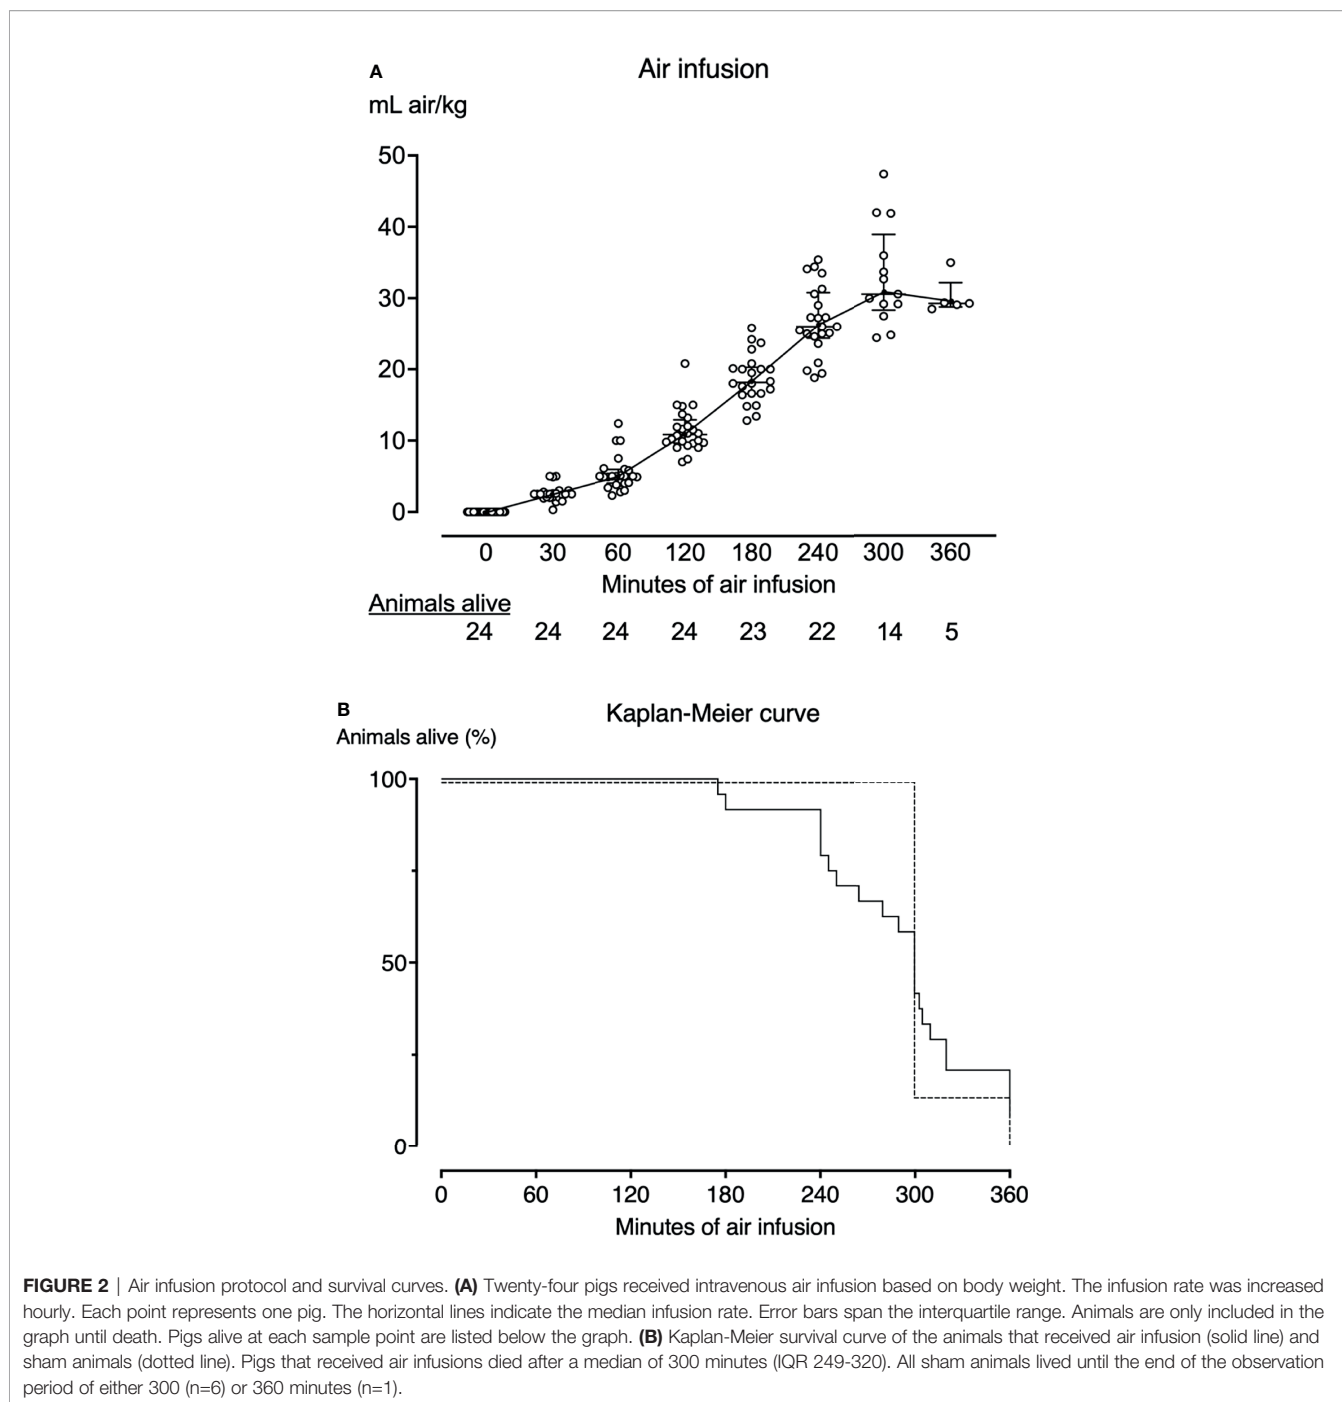 A
Air infusion
mL air/kg
50
40
30
20
10
0
0 30 60 120 180 240 300 360
Minutes of air infusion
Animals alive
24 24 24 24 23 22 14 5
B
Kaplan-Meier curve
Animals alive (%)
100
50
0
0 60 120 180 240 300 360
Minutes of air infusion
FIGURE 2 | Air infusion protocol and survival curves. (A) Twenty-four pigs received intravenous air infusion based on body weight. The infusion rate was increased
hourly. Each point represents one pig. The horizontal lines indicate the median infusion rate. Error bars span the interquartile range. Animals are only included in the
graph until death. Pigs alive at each sample point are listed below the graph. (B) Kaplan-Meier survival curve of the animals that received air infusion (solid line) and
sham animals (dotted line). Pigs that received air infusions died after a median of 300 minutes (IQR 249-320). All sham animals lived until the end of the observation
period of either 300 (n=6) or 360 minutes (n=1).